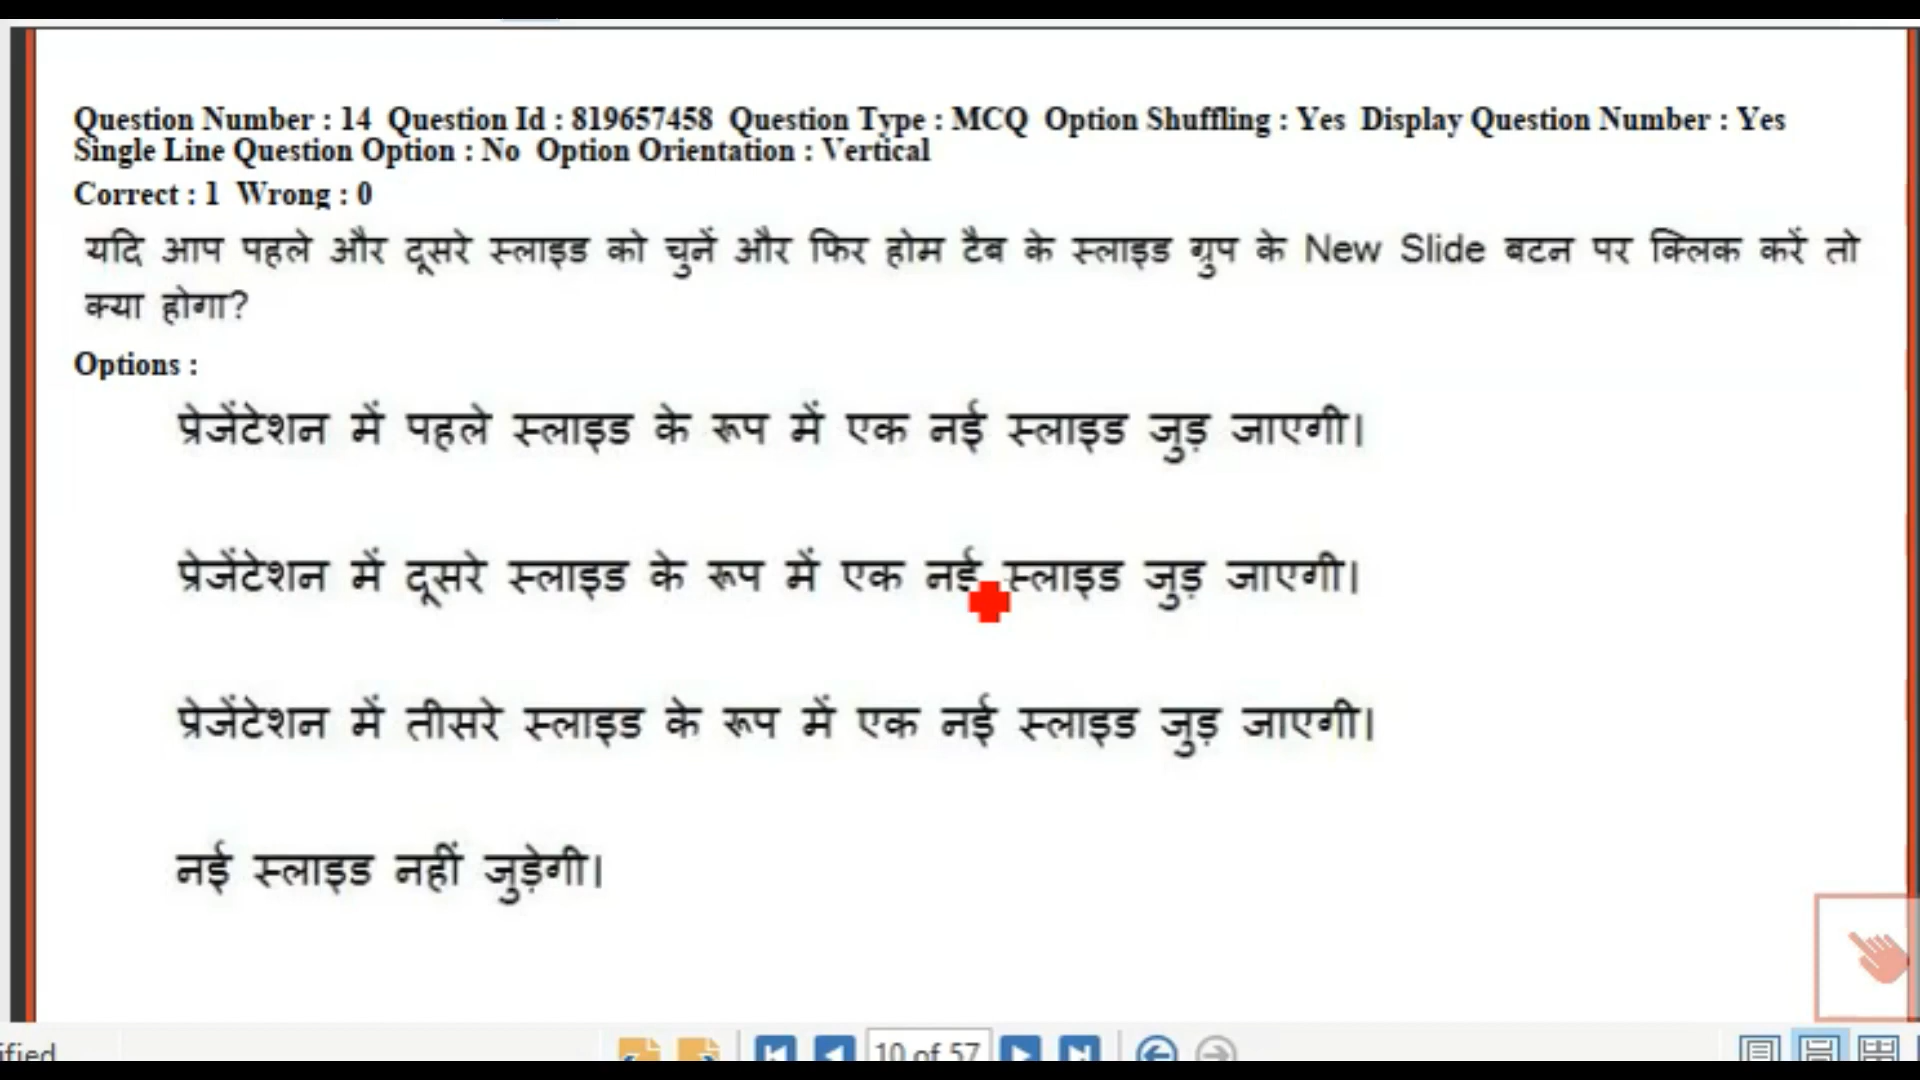 Question Number : 14 Question Id : 819657458 Question Type : MCQ Option Shuffling : Yes Display Question Number : Yes
Single Line Question Option : No Option Orientation : Vertical
Correct : 1 Wrong : 0
यदि आप पहले और दूसरे स्लाइड को चुनें और फिर होम टैब के स्लाइड ग्रुप के New Slide बटन पर क्लिक करें तो
क्या होगा?
Options :
प्रेजेंटेशन में पहले स्लाइड के रूप में एक नई स्लाइड जुड़ जाएगी।
प्रेजेंटेशन में दूसरे स्लाइड के रूप में एक नई स्लाइड जुड़ जाएगी।
प्रेजेंटेशन में तीसरे स्लाइड के रूप में एक नई स्लाइड जुड़ जाएगी।
नई स्लाइड नहीं जुड़ेगी।
10 of 57